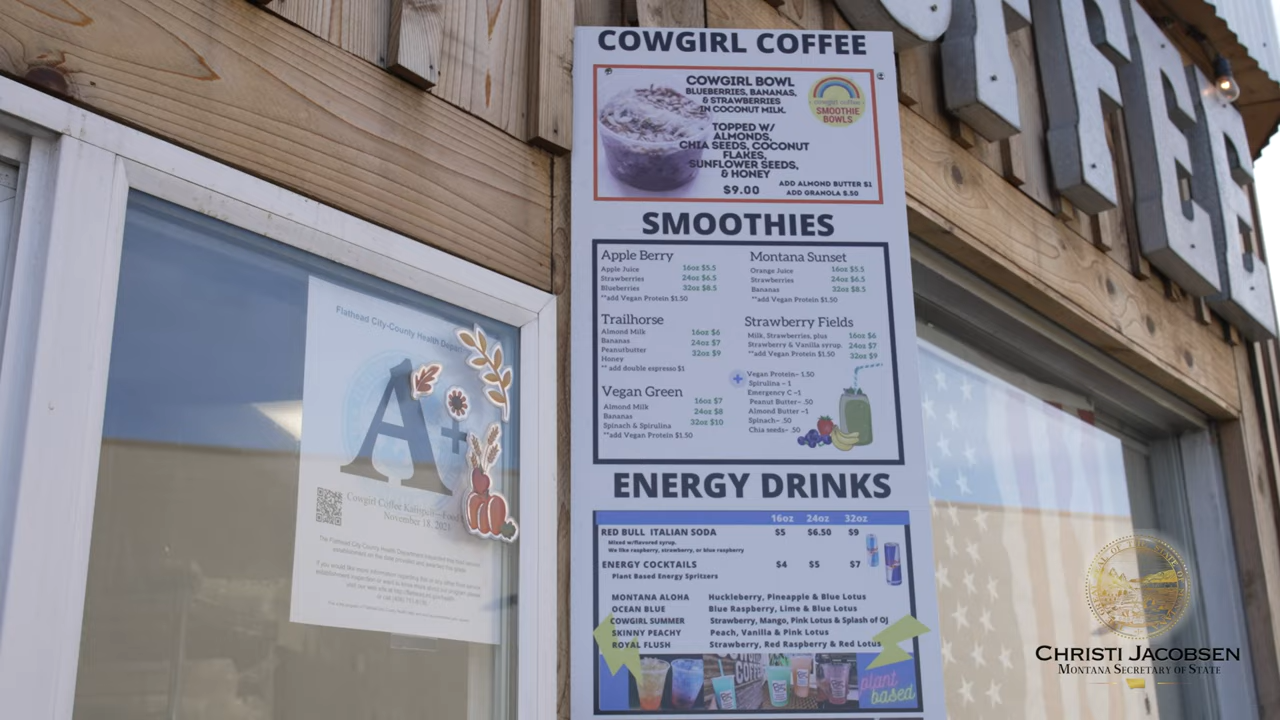 COFFEE
COWGIRL COFFEE
COWGIRL BOWL
BLUEBERRIES, BANANAS,
& STRAWBERRIES
IN COCONUT MILK.
TOPPED W/
ALMONDS,
CHIA SEEDS, COCONUT
FLAKES,
SUNFLOWER SEEDS,
& HONEY
$9.00
ADD ALMOND BUTTER $1
ADD GRANOLA $.50
cowgirl coffee
SMOOTHIE
BOWLS
SMOOTHIES
Apple Berry
Apple Juice 16oz $5.5
Strawberries 24oz $6.5
Blueberries 32oz $8.5
**add Vegan Protein $1.50
Trailhorse
Almond Milk 16oz $6
Bananas 24oz $7
Peanutbutter 32oz $9
Honey
** add double espresso $1
Vegan Green
Almond Milk 16oz $7
Bananas 24oz $8
Spinach & Spirulina 32oz $10
**add Vegan Protein $1.50
Montana Sunset
Orange Juice 16oz $5.5
Strawberries 24oz $6.5
Bananas 32oz $8.5
**add Vegan Protein $1.50
Strawberry Fields
Milk, Strawberries, plus 16oz $6
Strawberry & Vanilla syrup. 24oz $7
**add Vegan Protein $1.50 32oz $9
+ Vegan Protein~ 1.50
Spirulina ~ 1
Emergency C ~1
Peanut Butter~ .50
Almond Butter ~1
Spinach~ .50
Chia seeds~ .50
ENERGY DRINKS
16oz 24oz 32oz
RED BULL ITALIAN SODA $5 $6.50 $9
Mixed w/flavored syrup.
We like raspberry, strawberry, or blue raspberry
ENERGY COCKTAILS $4 $5 $7
Plant Based Energy Spritzers
MONTANA ALOHA Huckleberry, Pineapple & Blue Lotus
OCEAN BLUE Blue Raspberry, Lime & Blue Lotus
COWGIRL SUMMER Strawberry, Mango, Pink Lotus & Splash of OJ
SKINNY PEACHY Peach, Vanilla & Pink Lotus
ROYAL FLUSH Strawberry, Red Raspberry & Red Lotus
plant
based
Flathead City-County Health
A+
Cowgirl Coffee Kalispell
November 18, 2021
CHRISTI JACOBSEN
MONTANA SECRETARY OF STATE